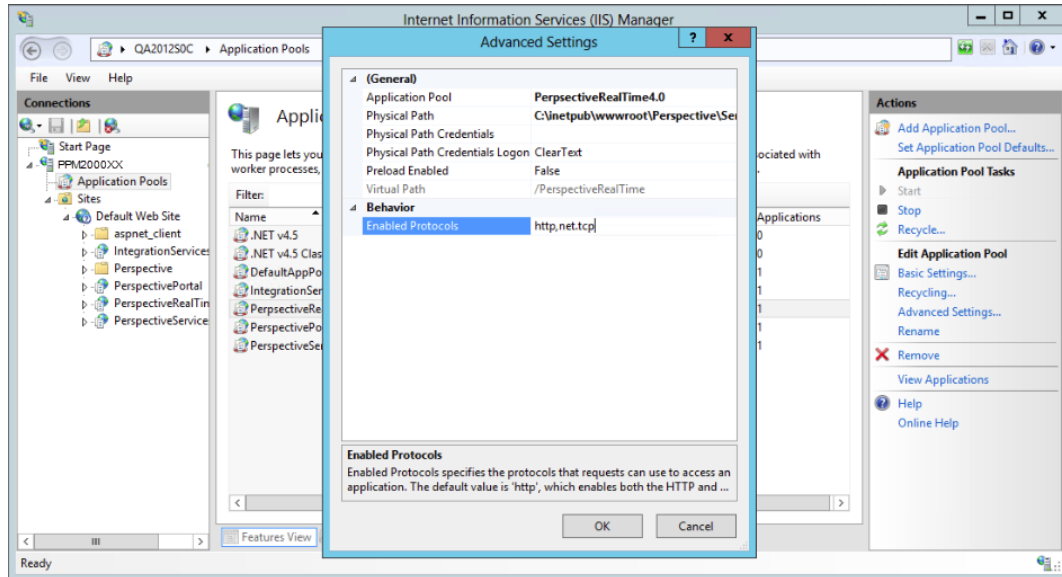 Internet Information Services (IIS) Manager
QA2012S0C Application Pools
File View Help
Connections
Start Page
PPM2000XX
Application Pools
Sites
Default Web Site
aspnet_client
IntegrationServices
Perspective
PerspectivePortal
PerspectiveRealTin
PerspectiveService
Applic
This page lets you
worker processes,
ociated with
.
Filter:
Name Applications
.NET v4.5 0
.NET v4.5 Clas 0
DefaultAppPo 1
IntegrationSer 1
PerpsectiveRe 1
PerspectivePo 1
PerspectiveSer 1
Features View
Advanced Settings
? x
(General)
Application Pool PerpsectiveRealTime4.0
Physical Path C:\inetpub\wwwroot\Perspective\Ser
Physical Path Credentials
Physical Path Credentials Logon ClearText
Preload Enabled False
Virtual Path /PerspectiveRealTime
Behavior
Enabled Protocols http,net.tcp
Enabled Protocols
Enabled Protocols specifies the protocols that requests can use to access an
application. The default value is 'http', which enables both the HTTP and ...
OK Cancel
Actions
Add Application Pool...
Set Application Pool Defaults...
Application Pool Tasks
Start
Stop
Recycle...
Edit Application Pool
Basic Settings...
Recycling...
Advanced Settings...
Rename
Remove
View Applications
Help
Online Help
Ready